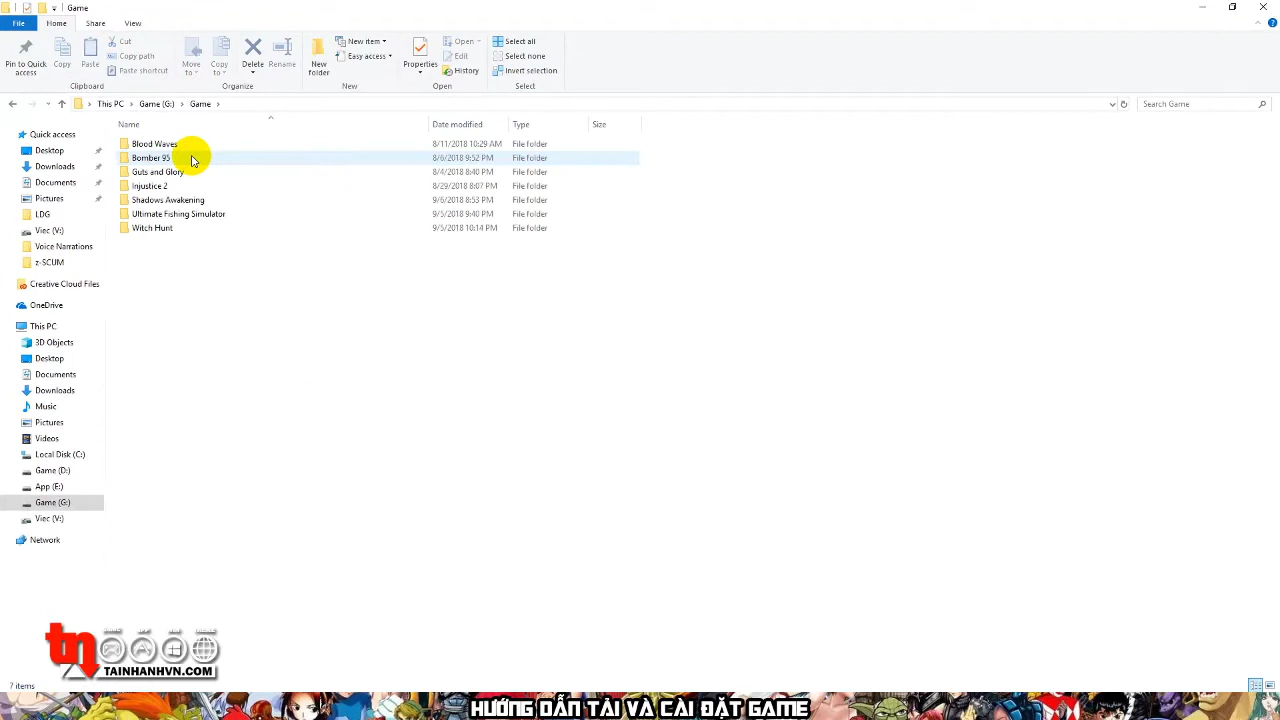 Game
File Home Share View
Pin to Quick access
Copy
Paste
Cut
Copy path
Paste shortcut
Clipboard
Move to
Copy to
Delete
Rename
Organize
New folder
New item
Easy access
New
Properties
Open
Edit
History
Open
Select all
Select none
Invert selection
Select
This PC > Game (G:) > Game >
Search Game
Name Date modified Type Size
Blood Waves 8/11/2018 10:29 AM File folder
Bomber 95 8/6/2018 9:52 PM File folder
Guts and Glory 8/4/2018 8:40 PM File folder
Injustice 2 8/29/2018 8:07 PM File folder
Shadows Awakening 9/6/2018 8:53 PM File folder
Ultimate Fishing Simulator 9/5/2018 9:40 PM File folder
Witch Hunt 9/5/2018 10:14 PM File folder
Quick access
Desktop
Downloads
Documents
Pictures
LDG
Viec (V:)
Voice Narrations
z-SCUM
Creative Cloud Files
OneDrive
This PC
3D Objects
Desktop
Documents
Downloads
Music
Pictures
Videos
Local Disk (C:)
Game (D:)
App (E:)
Game (G:)
Viec (V:)
Network
tn
TAINHANHVN.COM
7 items
HƯỚNG DẪN TẢI VÀ CÀI ĐẶT GAME